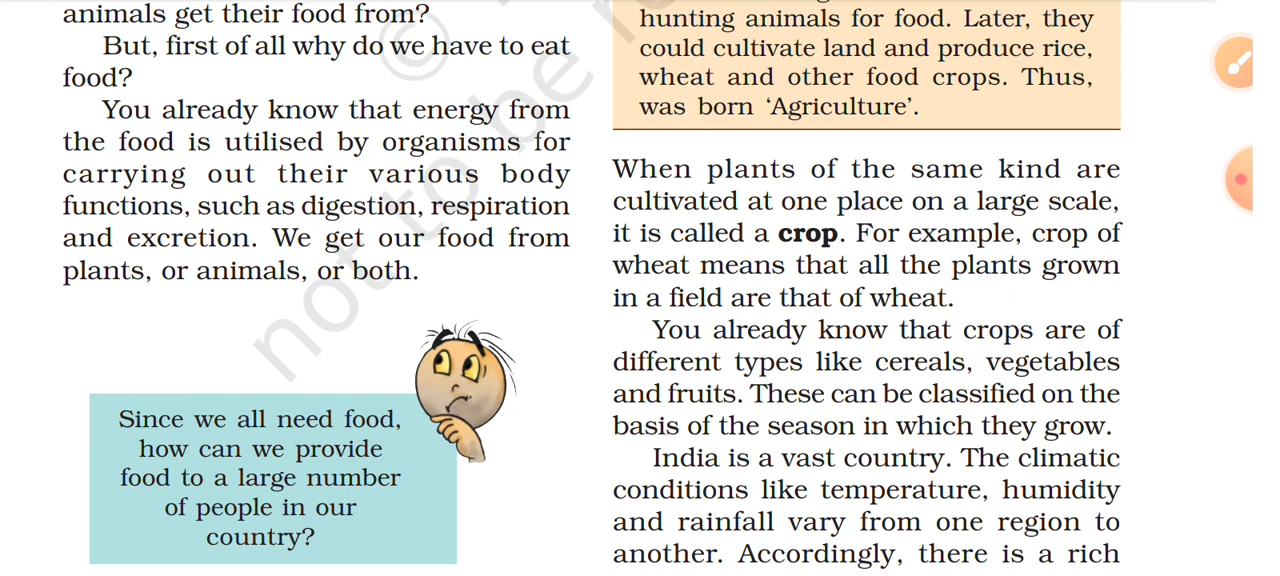 animals get their food from?
But, first of all why do we have to eat
food?
You already know that energy from
the food is utilised by organisms for
carrying out their various body
functions, such as digestion, respiration
and excretion. We get our food from
plants, or animals, or both.
Since we all need food,
how can we provide
food to a large number
of people in our
country?
hunting animals for food. Later, they
could cultivate land and produce rice,
wheat and other food crops. Thus,
was born ‘Agriculture’.
When plants of the same kind are
cultivated at one place on a large scale,
it is called a crop. For example, crop of
wheat means that all the plants grown
in a field are that of wheat.
You already know that crops are of
different types like cereals, vegetables
and fruits. These can be classified on the
basis of the season in which they grow.
India is a vast country. The climatic
conditions like temperature, humidity
and rainfall vary from one region to
another. Accordingly, there is a rich
©
not to be